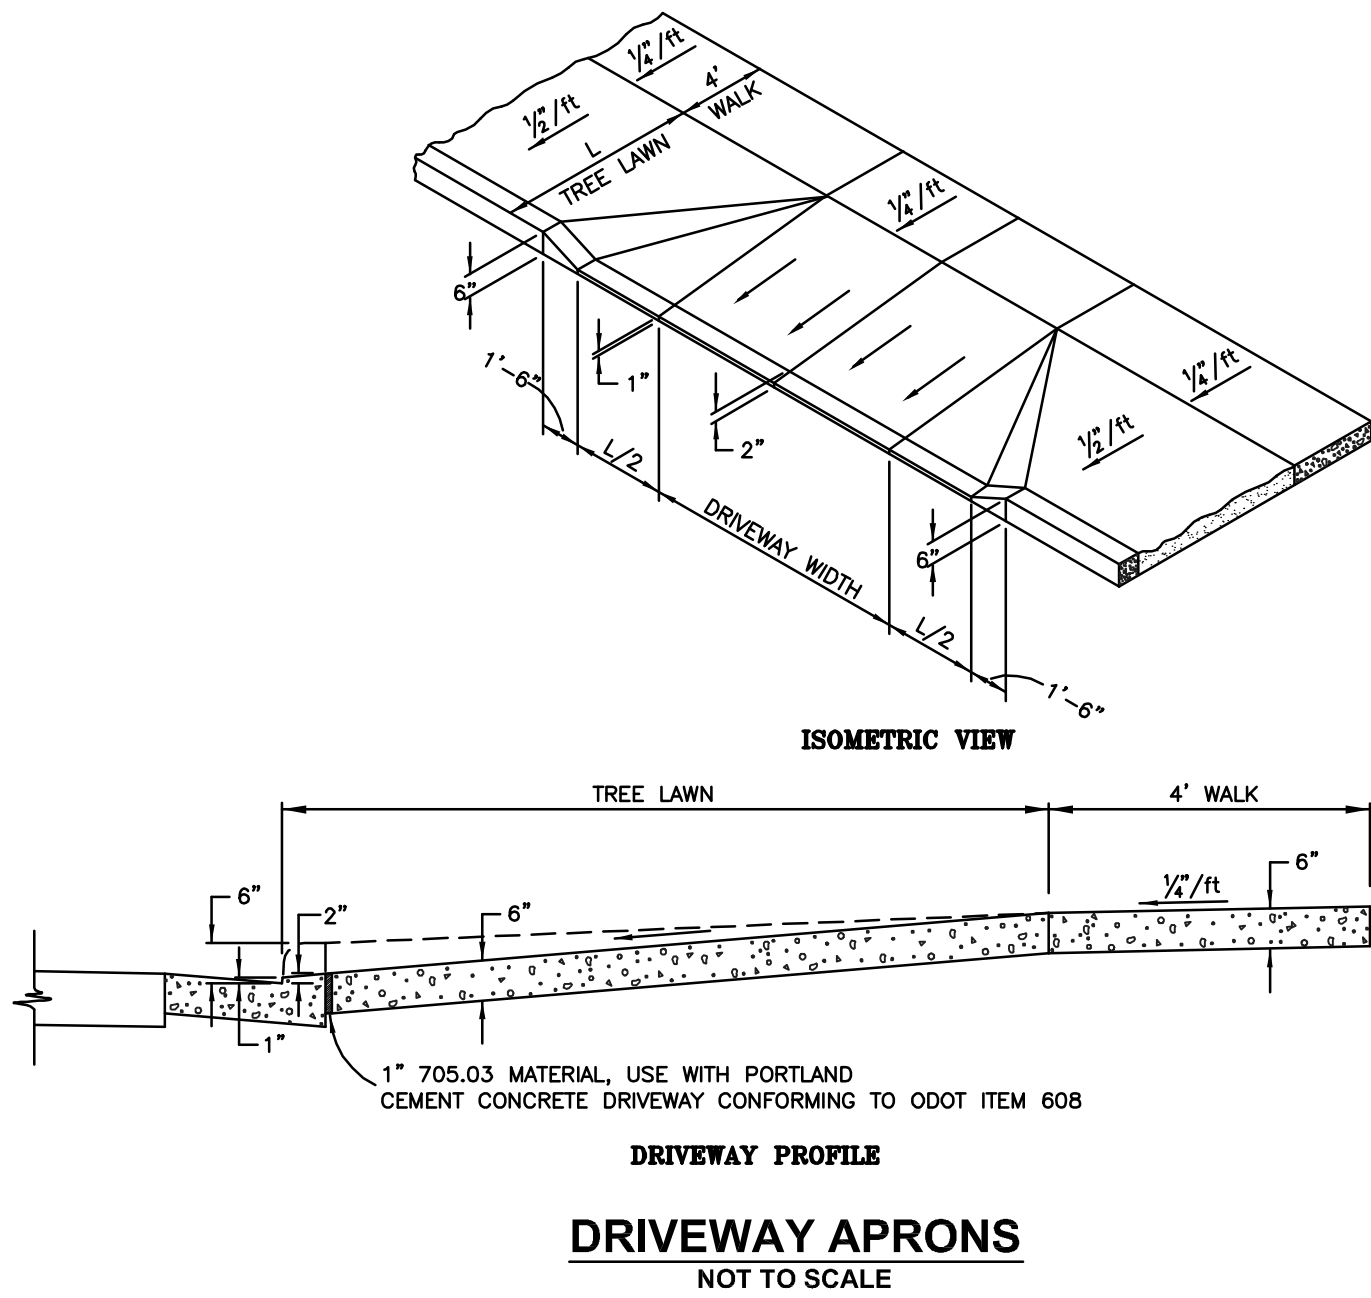 1/4"/ft
4'
WALK
1/2"/ft
L
TREE LAWN
1/4"/ft
6"
1'-6"
1"
1/4"/ft
2"
1/2"/ft
L/2
DRIVEWAY WIDTH
6"
L/2
1'-6"
ISOMETRIC VIEW
TREE LAWN
4' WALK
6"
2"
6"
1/4"/ft
6"
1"
1" 705.03 MATERIAL, USE WITH PORTLAND
CEMENT CONCRETE DRIVEWAY CONFORMING TO ODOT ITEM 608
DRIVEWAY PROFILE
DRIVEWAY APRONS
NOT TO SCALE